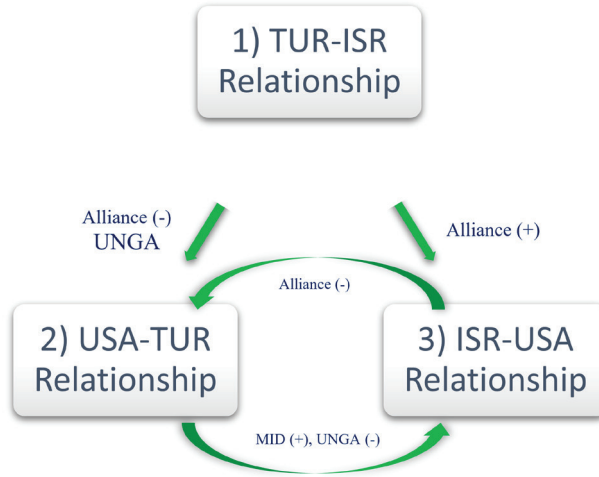 1) TUR-ISR
Relationship
Alliance (-)
UNGA
Alliance (+)
Alliance (-)
2) USA-TUR
Relationship
3) ISR-USA
Relationship
MID (+), UNGA (-)